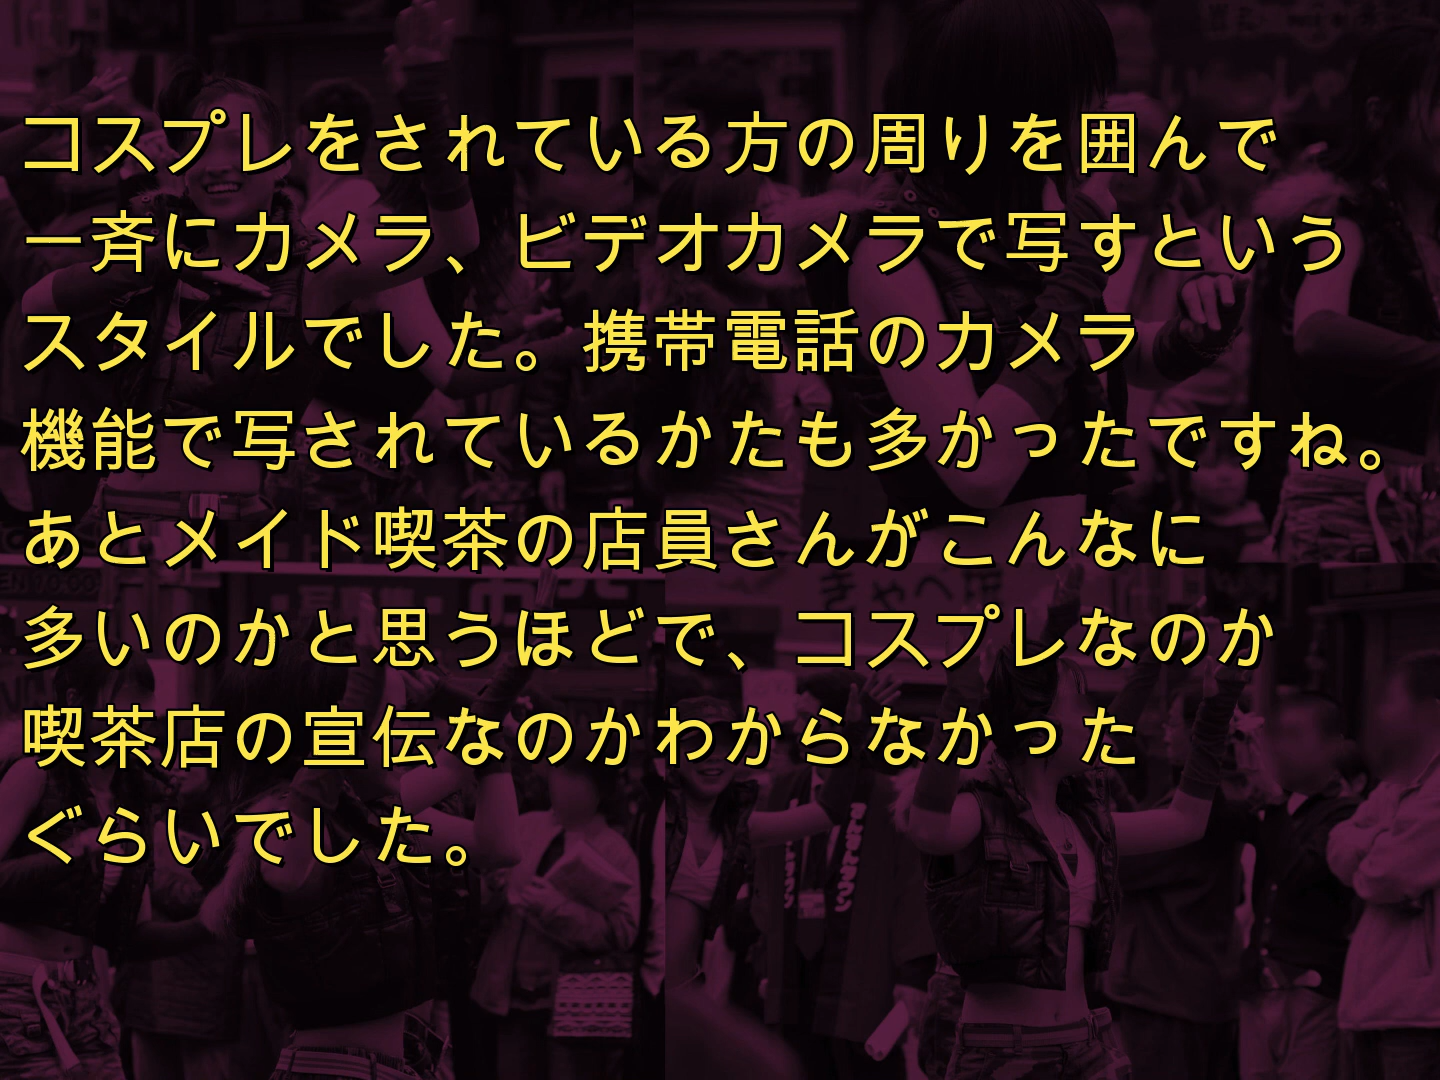 コスプレをされている方の周りを囲んで
一斉にカメラ、ビデオカメラで写すという
スタイルでした。携帯電話のカメラ
機能で写されているかたも多かったですね。
あとメイド喫茶の店員さんがこんなに
多いのかと思うほどで、コスプレなのか
喫茶店の宣伝なのかわからなかった
ぐらいでした。